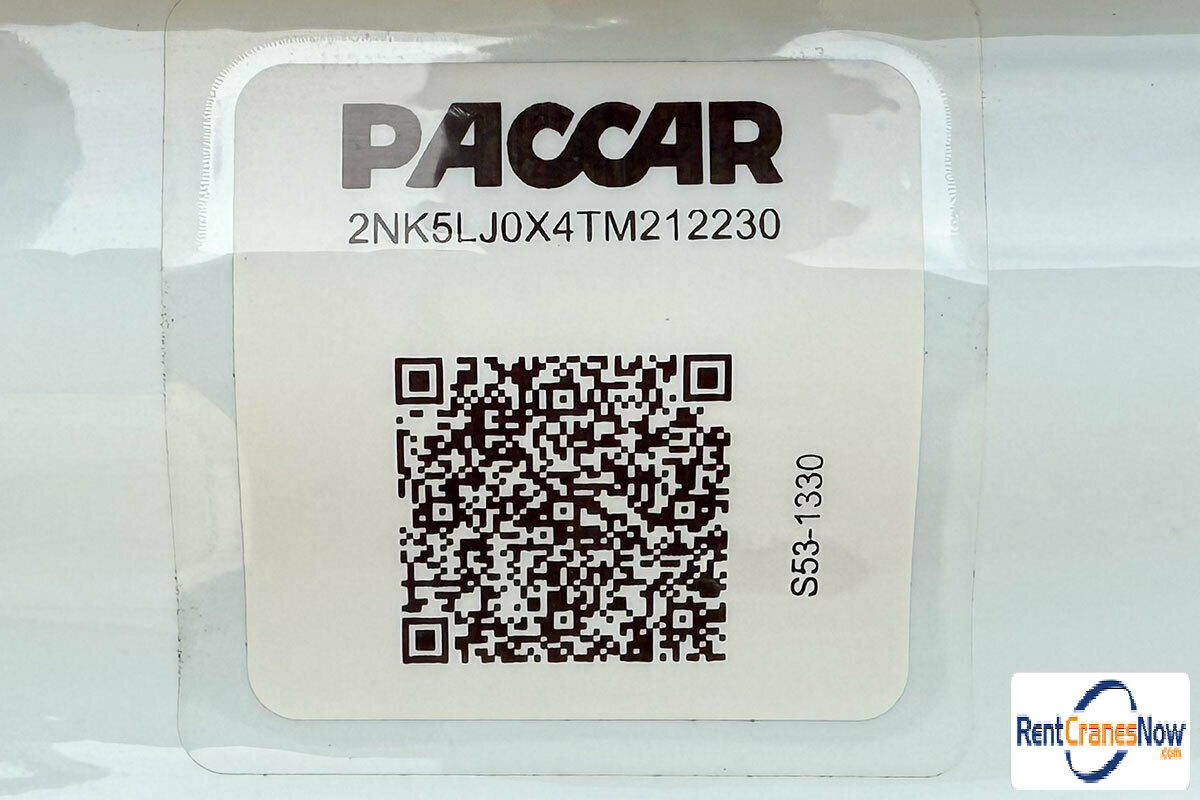 PACCAR
2NK5LJ0X4TM212230
S53-1330
RentCranesNow
.com